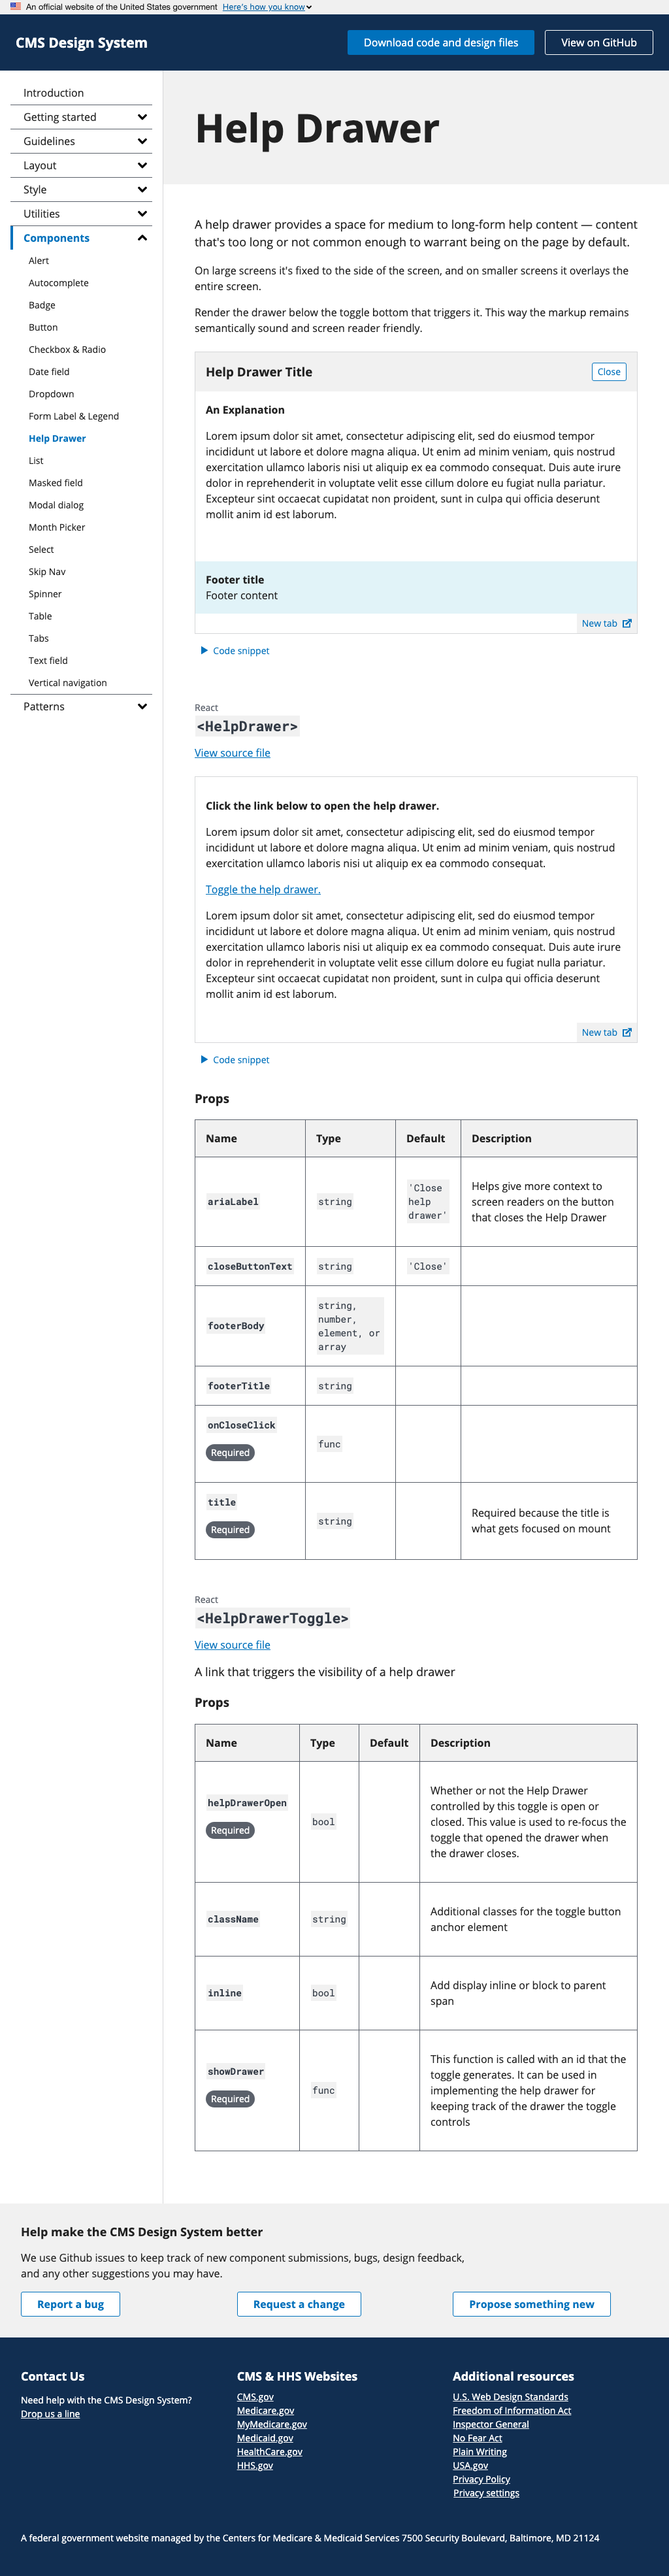 An official website of the United States government Here's how you know
CMS Design System
Download code and design files
View on GitHub
Introduction
Getting started
Guidelines
Layout
Style
Utilities
Components
Alert
Autocomplete
Badge
Button
Checkbox & Radio
Date field
Dropdown
Form Label & Legend
Help Drawer
List
Masked field
Modal dialog
Month Picker
Select
Skip Nav
Spinner
Table
Tabs
Text field
Vertical navigation
Patterns
Help Drawer
A help drawer provides a space for medium to long-form help content — content
that's too long or not common enough to warrant being on the page by default.
On large screens it's fixed to the side of the screen, and on smaller screens it overlays the
entire screen.
Render the drawer below the toggle bottom that triggers it. This way the markup remains
semantically sound and screen reader friendly.
Help Drawer Title
Close
An Explanation
Lorem ipsum dolor sit amet, consectetur adipiscing elit, sed do eiusmod tempor
incididunt ut labore et dolore magna aliqua. Ut enim ad minim veniam, quis nostrud
exercitation ullamco laboris nisi ut aliquip ex ea commodo consequat. Duis aute irure
dolor in reprehenderit in voluptate velit esse cillum dolore eu fugiat nulla pariatur.
Excepteur sint occaecat cupidatat non proident, sunt in culpa qui officia deserunt
mollit anim id est laborum.
Footer title
Footer content
New tab
Code snippet
React
<HelpDrawer>
View source file
Click the link below to open the help drawer.
Lorem ipsum dolor sit amet, consectetur adipiscing elit, sed do eiusmod tempor
incididunt ut labore et dolore magna aliqua. Ut enim ad minim veniam, quis nostrud
exercitation ullamco laboris nisi ut aliquip ex ea commodo consequat.
Toggle the help drawer.
Lorem ipsum dolor sit amet, consectetur adipiscing elit, sed do eiusmod tempor
incididunt ut labore et dolore magna aliqua. Ut enim ad minim veniam, quis nostrud
exercitation ullamco laboris nisi ut aliquip ex ea commodo consequat. Duis aute irure
dolor in reprehenderit in voluptate velit esse cillum dolore eu fugiat nulla pariatur.
Excepteur sint occaecat cupidatat non proident, sunt in culpa qui officia deserunt
mollit anim id est laborum.
New tab
Code snippet
Props
Name Type Default Description
ariaLabel
string
'Close
help
drawer'
Helps give more context to
screen readers on the button
that closes the Help Drawer
closeButtonText string 'Close'
footerBody
string,
number,
element, or
array
footerTitle string
onCloseClick
Required
func
title
Required
string
Required because the title is
what gets focused on mount
React
<HelpDrawerToggle>
View source file
A link that triggers the visibility of a help drawer
Props
Name Type Default Description
helpDrawerOpen
Required
bool
Whether or not the Help Drawer
controlled by this toggle is open or
closed. This value is used to re-focus the
toggle that opened the drawer when
the drawer closes.
className
string
Additional classes for the toggle button
anchor element
inline
bool
Add display inline or block to parent
span
showDrawer
Required
func
This function is called with an id that the
toggle generates. It can be used in
implementing the help drawer for
keeping track of the drawer the toggle
controls
Help make the CMS Design System better
We use Github issues to keep track of new component submissions, bugs, design feedback,
and any other suggestions you may have.
Report a bug
Request a change
Propose something new
Contact Us
Need help with the CMS Design System?
Drop us a line
CMS & HHS Websites
CMS.gov
Medicare.gov
MyMedicare.gov
Medicaid.gov
HealthCare.gov
HHS.gov
Additional resources
U.S. Web Design Standards
Freedom of Information Act
Inspector General
No Fear Act
Plain Writing
USA.gov
Privacy Policy
Privacy settings
A federal government website managed by the Centers for Medicare & Medicaid Services 7500 Security Boulevard, Baltimore, MD 21124